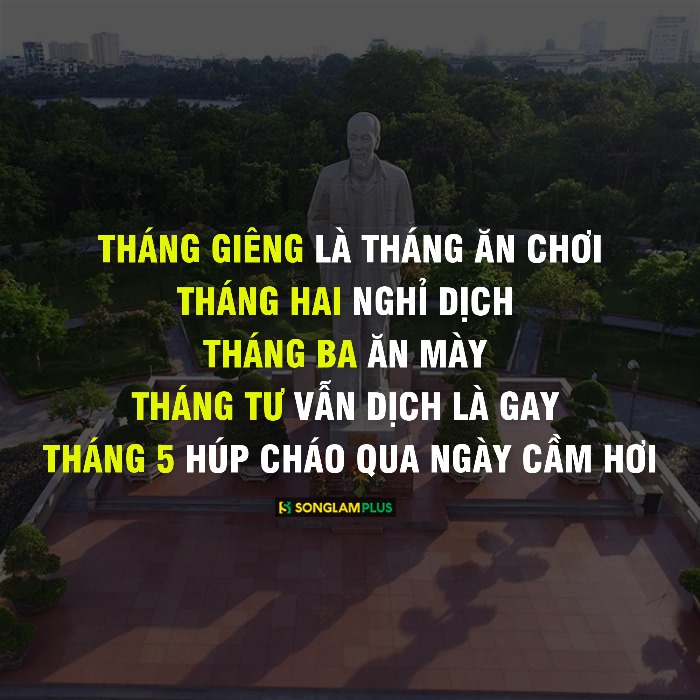 THÁNG GIÊNG LÀ THÁNG ĂN CHƠI
THÁNG HAI NGHỈ DỊCH
THÁNG BA ĂN MÀY
THÁNG TƯ VẪN DỊCH LÀ GAY
THÁNG 5 HÚP CHÁO QUA NGÀY CẦM HƠI
SONGLAMPLUS